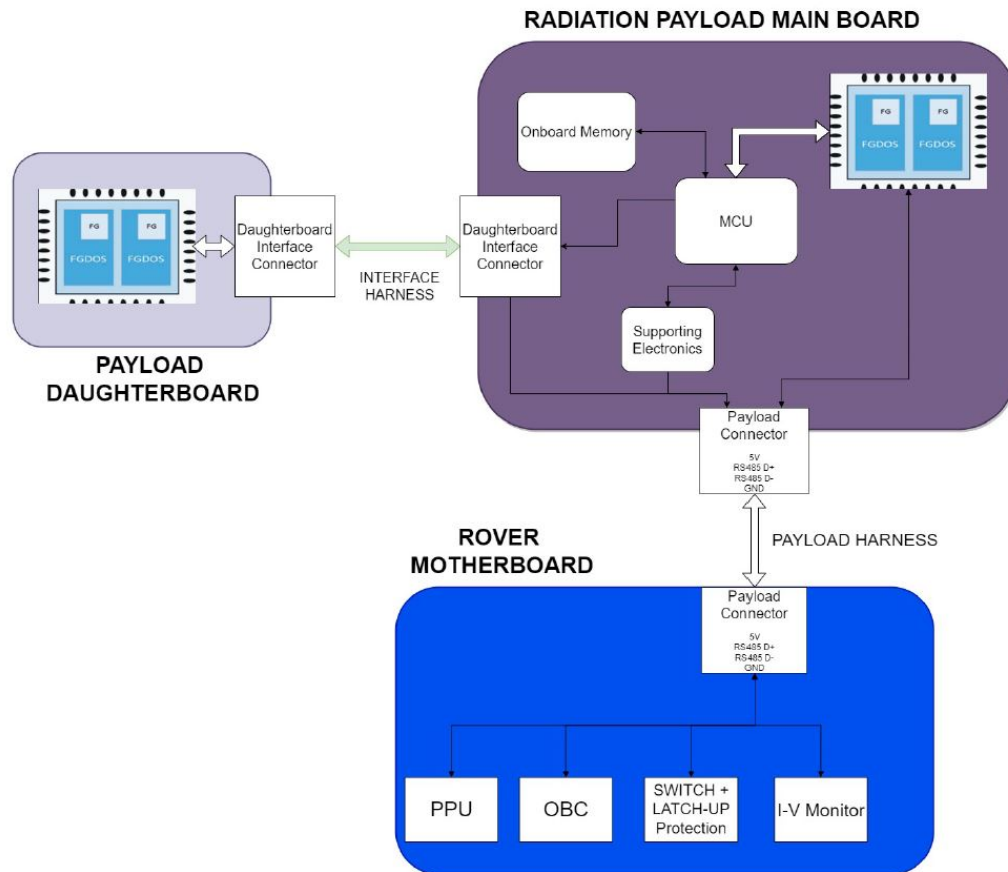 RADIATION PAYLOAD MAIN BOARD
FG
FG
FGDOS
FGDOS
Onboard Memory
MCU
Daughterboard
Interface
Connector
Supporting
Electronics
FG
FG
FGDOS
FGDOS
Daughterboard
Interface
Connector
INTERFACE
HARNESS
PAYLOAD
DAUGHTERBOARD
Payload
Connector
5V
RS485 D+
RS485 D-
GND
PAYLOAD HARNESS
ROVER
MOTHERBOARD
Payload
Connector
5V
RS485 D+
RS485 D-
GND
PPU
OBC
SWITCH +
LATCH-UP
Protection
I-V Monitor